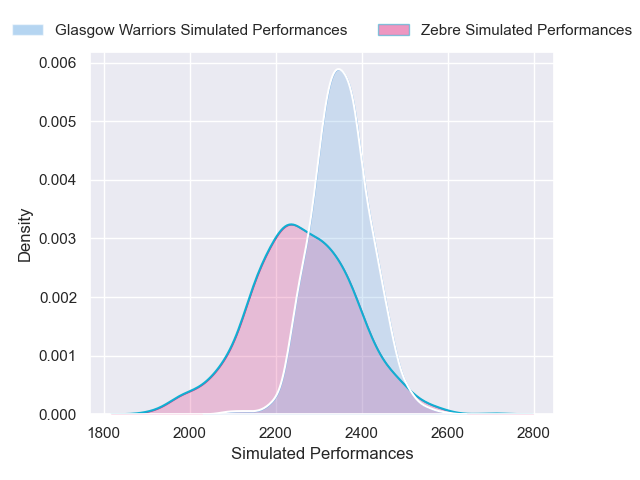 Glasgow Warriors Simulated Performances Zebre Simulated Performances
0.006
0.005
0.004
0.003
0.002
0.001
0.000
Density
1800 2000 2200 2400 2600 2800
Simulated Performances